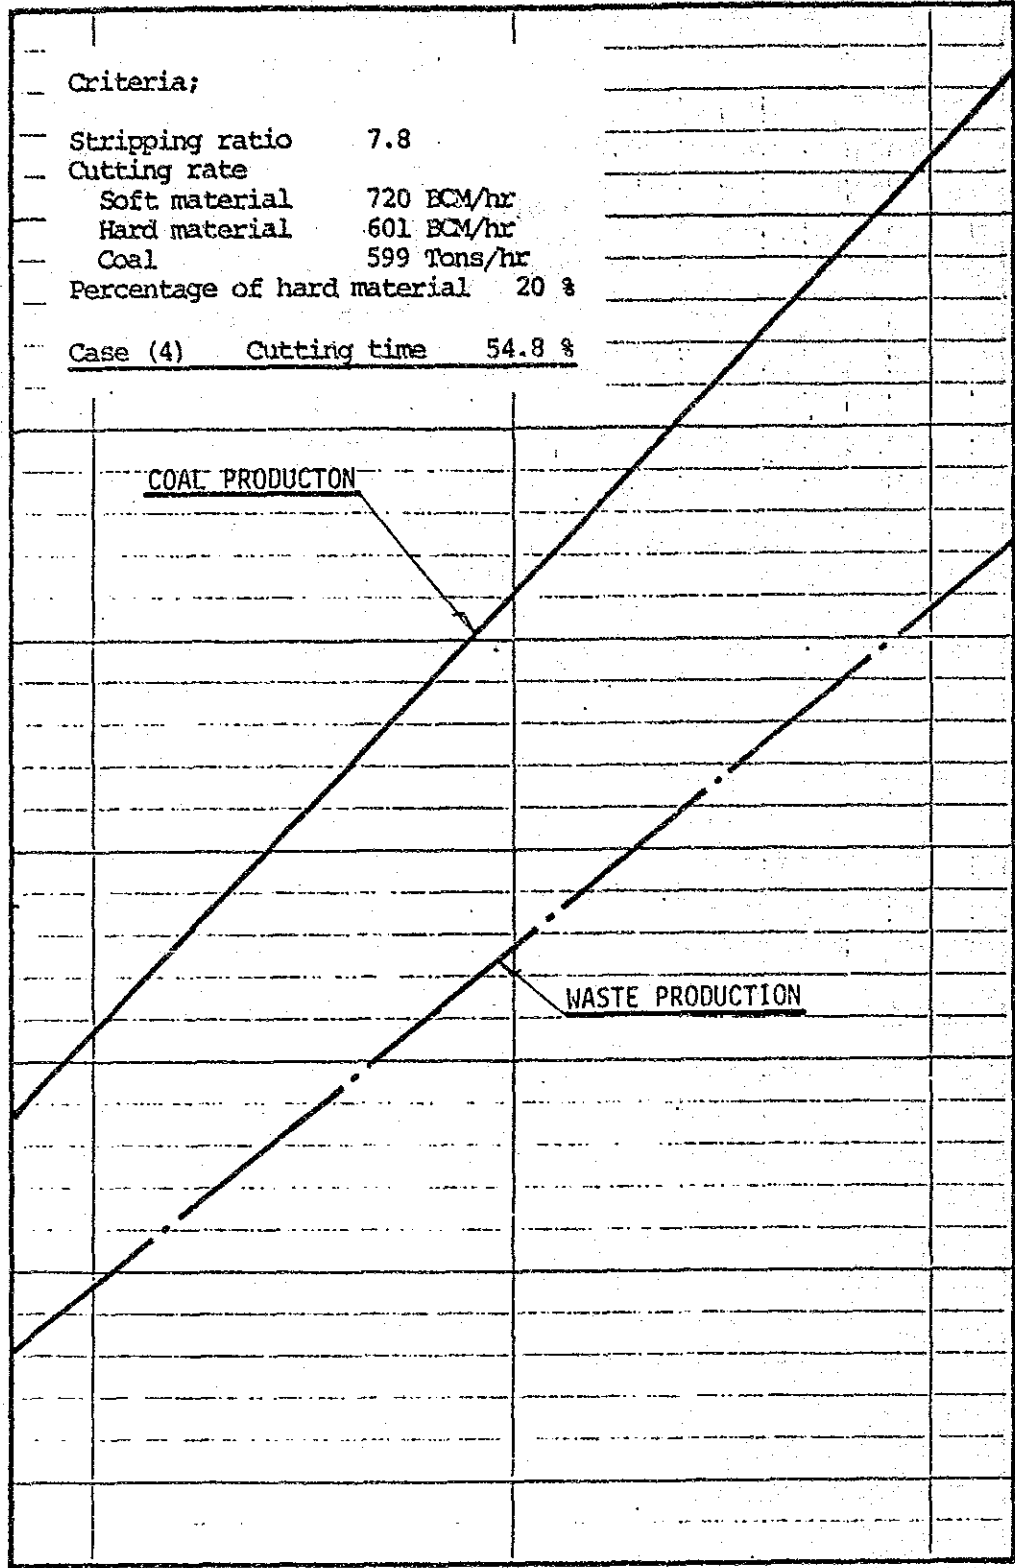 Criteria;
Stripping ratio 7.8
Cutting rate
Soft material 720 BCM/hr
Hard material 601 BCM/hr
Coal 599 Tons/hr
Percentage of hard material 20 %
Case (4) Cutting time 54.8 %
COAL PRODUCTON
WASTE PRODUCTION